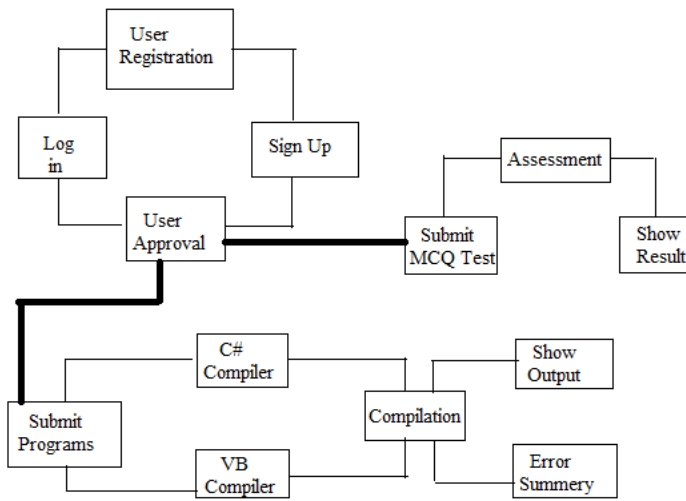 User
Registration
Log
in
Sign Up
User
Approval
Assessment
Submit
MCQ Test
Show
Result
C#
Compiler
Show
Output
Submit
Programs
Compilation
VB
Compiler
Error
Summery